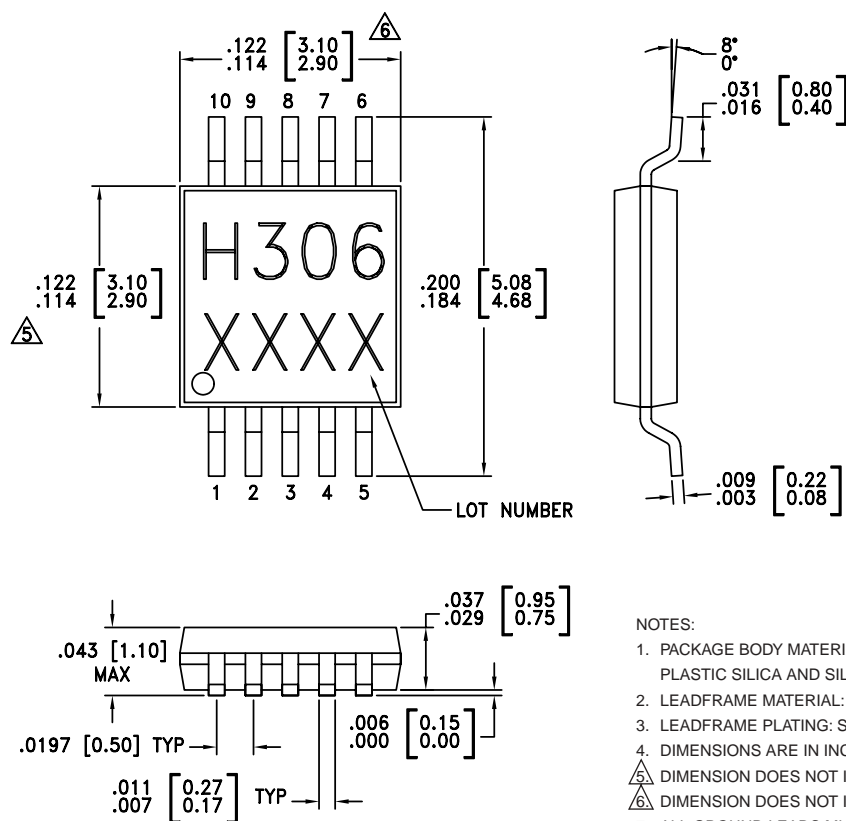 .122 [3.10]
.114 [2.90]
6
10 9 8 7 6
8°
0°
.031 [0.80]
.016 [0.40]
H306
XXXX
.122 [3.10]
.114 [2.90]
5
.200 [5.08]
.184 [4.68]
1 2 3 4 5
LOT NUMBER
.009 [0.22]
.003 [0.08]
.037 [0.95]
.029 [0.75]
.043 [1.10]
MAX
.006 [0.15]
.000 [0.00]
.0197 [0.50] TYP
.011 [0.27]
.007 [0.17]
TYP
NOTES:
1. PACKAGE BODY MATERI
PLASTIC SILICA AND SIL
2. LEADFRAME MATERIAL:
3. LEADFRAME PLATING: S
4. DIMENSIONS ARE IN INC
5. DIMENSION DOES NOT I
6. DIMENSION DOES NOT I